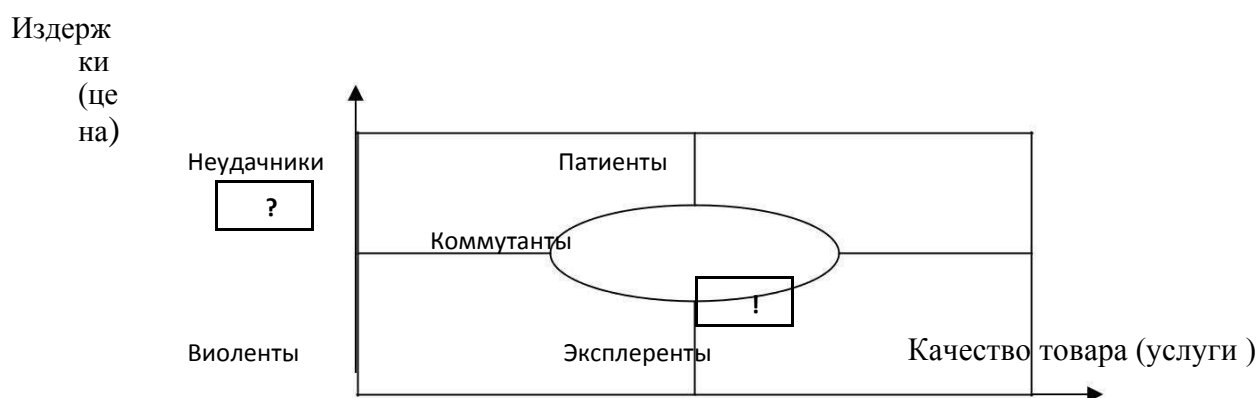 Издерж
ки
(це
на)
Неудачники Патиенты
?
Коммутанты
!
Виоленты Эксплеренты Качество товара (услуги )